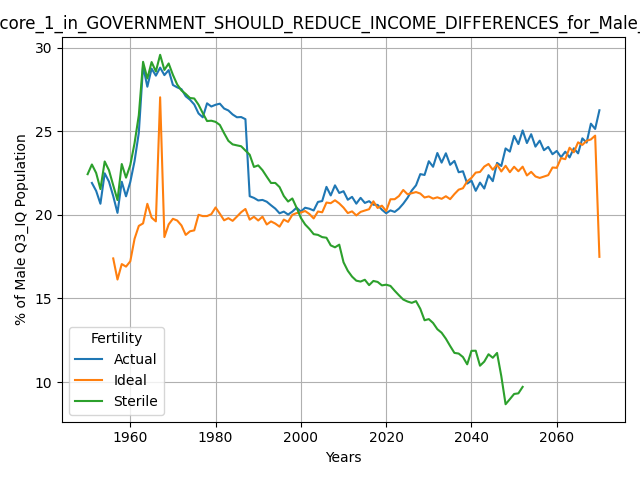 core_1_in_GOVERNMENT_SHOULD_REDUCE_INCOME_DIFFERENCES_for_Male_
30
25
20
15
10
% of Male Q3_IQ Population
Fertility
Actual
Ideal
Sterile
1960 1980 2000 2020 2040 2060
Years